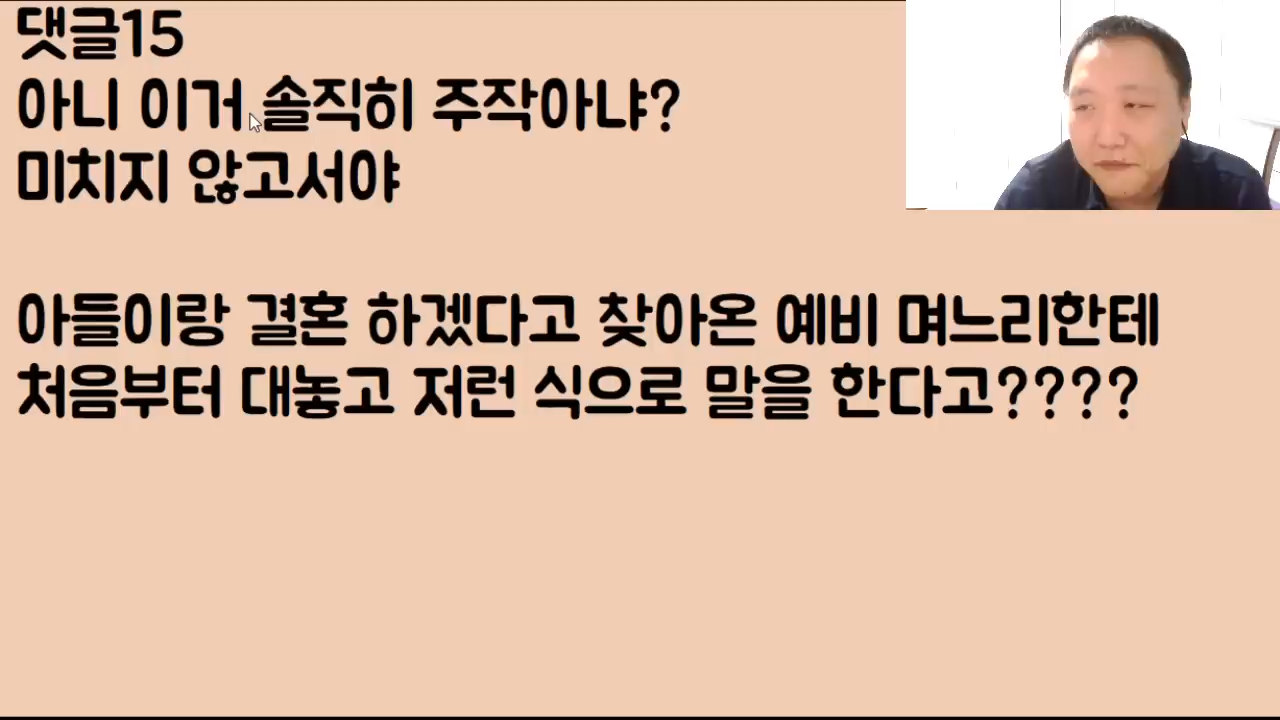 댓글15
아니 이거 솔직히 주작아냐?
미치지 않고서야
아들이랑 결혼 하겠다고 찾아온 예비 며느리한테
처음부터 대놓고 저런 식으로 말을 한다고????